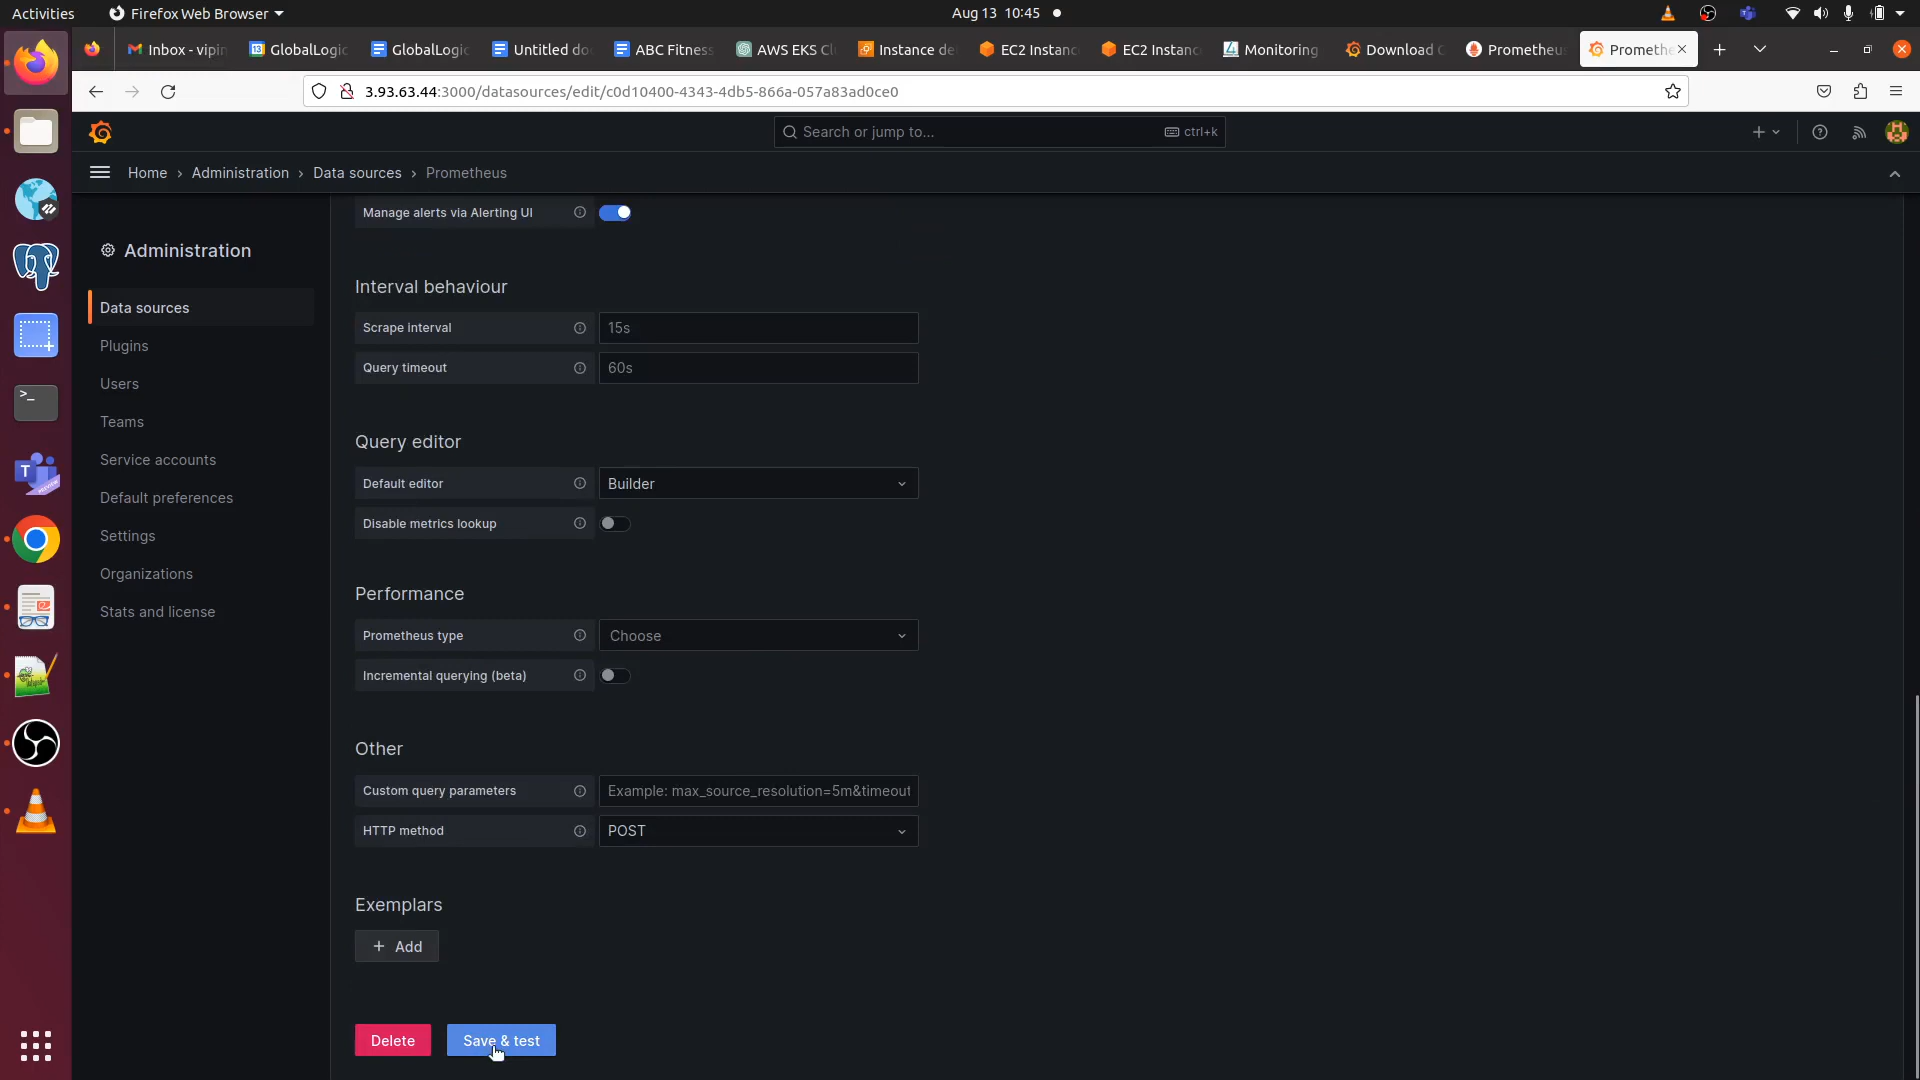 Activities
Firefox Web Browser
Aug 13 10:45
Inbox - vipin
GlobalLogic
GlobalLogic
Untitled do
ABC Fitness
AWS EKS Cl
Instance de
EC2 Instanc
EC2 Instanc
Monitoring
Download G
Prometheus
Prometh
3.93.63.44:3000/datasources/edit/c0d10400-4343-4db5-866a-057a83ad0ce0
Search or jump to...
ctrl+k
Home › Administration › Data sources › Prometheus
Administration
Data sources
Plugins
Users
Teams
Service accounts
Default preferences
Settings
Organizations
Stats and license
Manage alerts via Alerting UI
Interval behaviour
Scrape interval
15s
Query timeout
60s
Query editor
Default editor
Builder
Disable metrics lookup
Performance
Prometheus type
Choose
Incremental querying (beta)
Other
Custom query parameters
Example: max_source_resolution=5m&timeout
HTTP method
POST
Exemplars
+ Add
Delete
Save & test